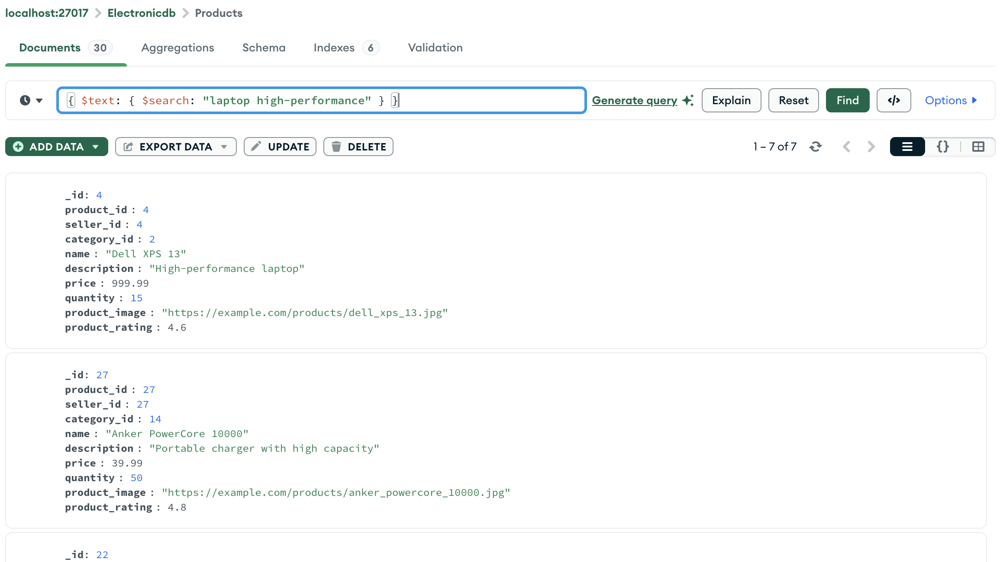 localhost:27017 > Electronicdb > Products
Documents 30 Aggregations Schema Indexes 6 Validation
{ $text: { $search: "laptop high-performance" } } Generate query Explain Reset Find </> Options
ADD DATA EXPORT DATA UPDATE DELETE 1 – 7 of 7 {}
_id: 4
product_id : 4
seller_id : 4
category_id : 2
name : "Dell XPS 13"
description : "High-performance laptop"
price : 999.99
quantity : 15
product_image : "https://example.com/products/dell_xps_13.jpg"
product_rating : 4.6
_id: 27
product_id : 27
seller_id : 27
category_id : 14
name : "Anker PowerCore 10000"
description : "Portable charger with high capacity"
price : 39.99
quantity : 50
product_image : "https://example.com/products/anker_powercore_10000.jpg"
product_rating : 4.8
_id: 22